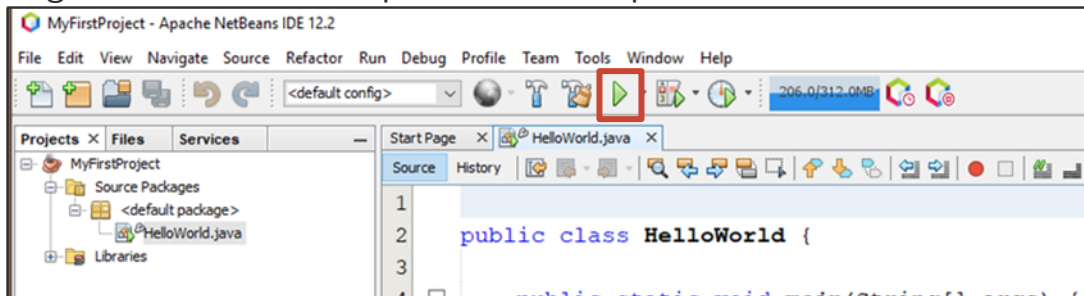 MyFirstProject - Apache NetBeans IDE 12.2
File Edit View Navigate Source Refactor Run Debug Profile Team Tools Window Help
<default config> 206.0/312.0MB
Projects × Files Services Start Page × HelloWorld.java ×
MyFirstProject Source History
Source Packages
<default package> 1
HelloWorld.java 2 public class HelloWorld {
Libraries
3